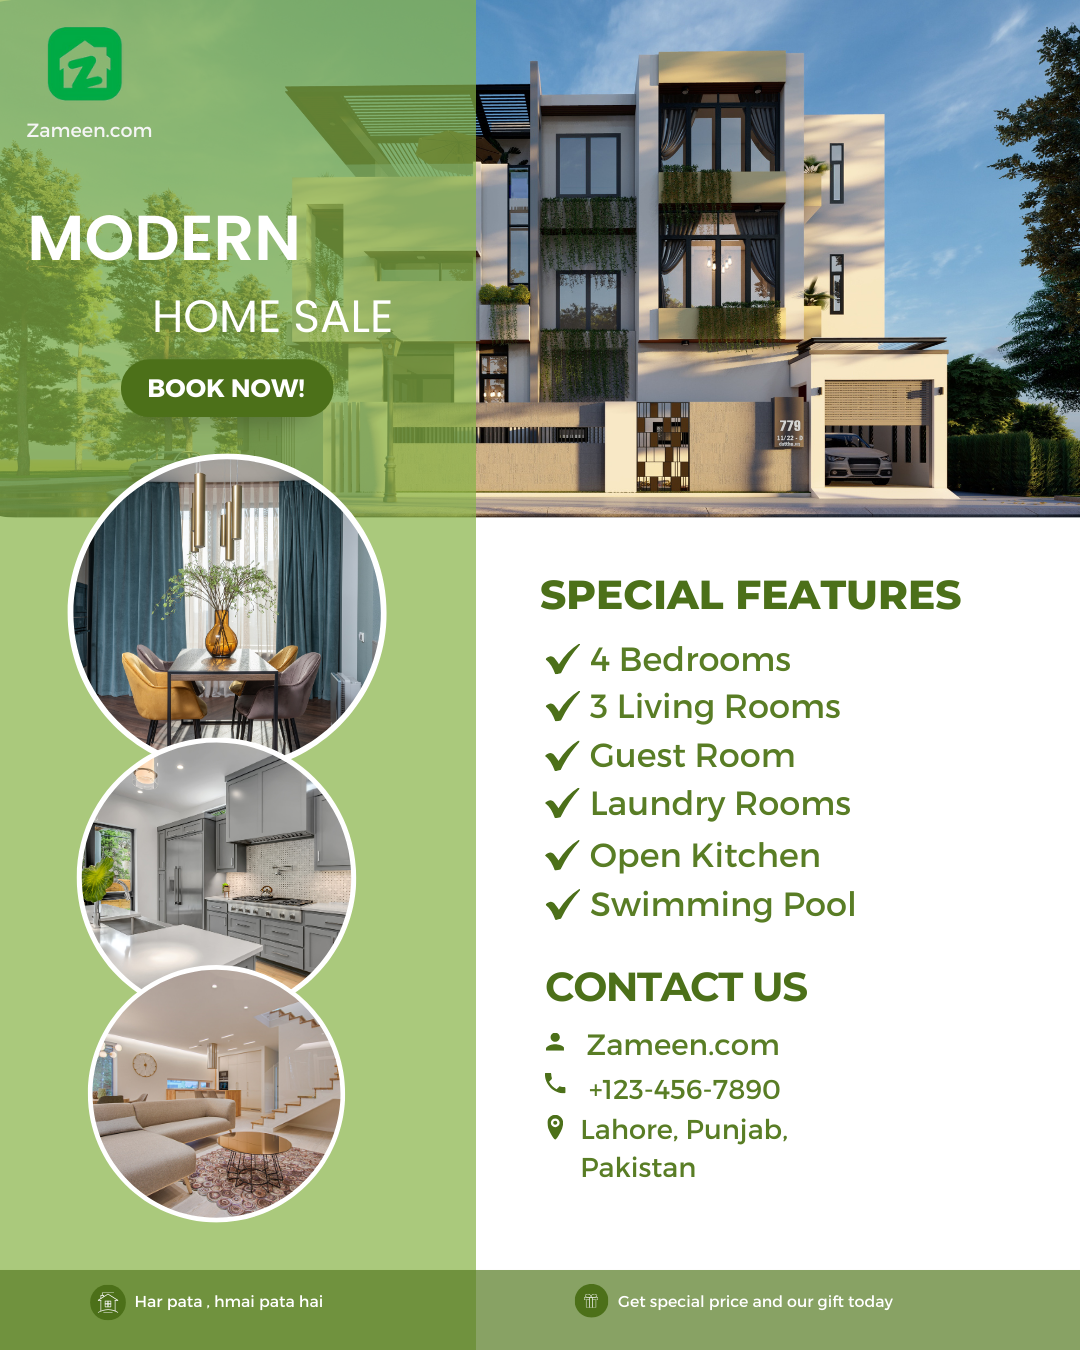 Zameen.com
MODERN
HOME SALE
BOOK NOW!
779
SPECIAL FEATURES
4 Bedrooms
3 Living Rooms
Guest Room
Laundry Rooms
Open Kitchen
Swimming Pool
CONTACT US
Zameen.com
+123-456-7890
Lahore, Punjab,
Pakistan
Har pata , hmai pata hai
Get special price and our gift today